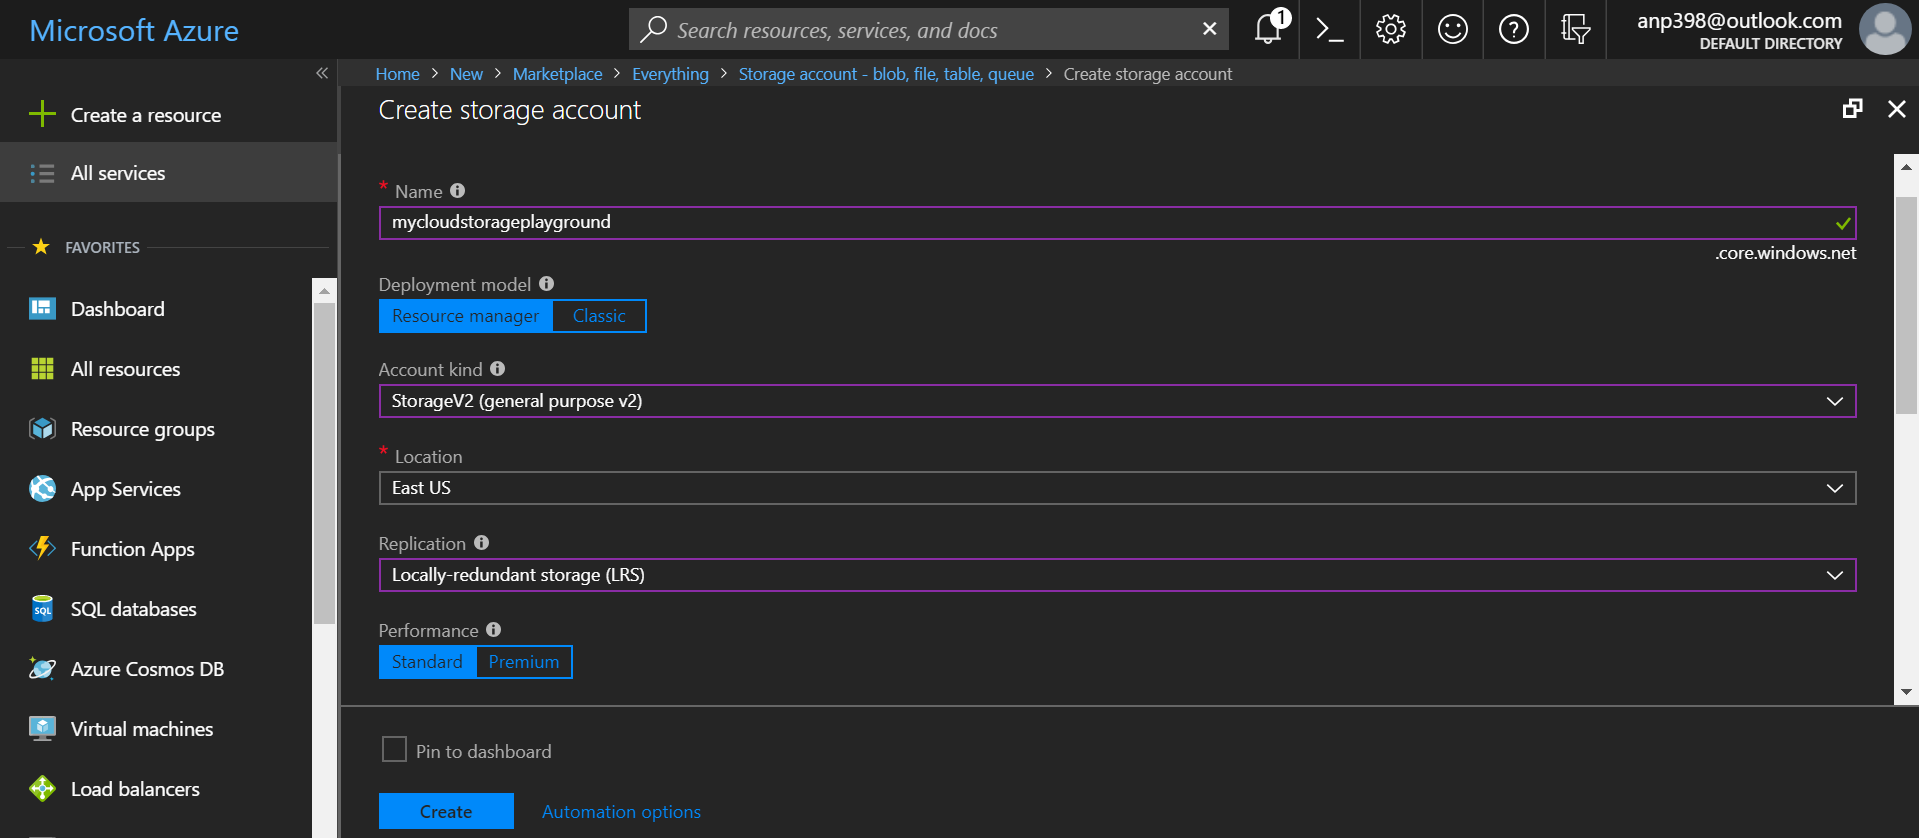 Microsoft Azure
Search resources, services, and docs
1
anp398@outlook.com
DEFAULT DIRECTORY
Create a resource
All services
FAVORITES
Dashboard
All resources
Resource groups
App Services
Function Apps
SQL
SQL databases
Azure Cosmos DB
Virtual machines
Load balancers
Home > New > Marketplace > Everything > Storage account - blob, file, table, queue > Create storage account
Create storage account
* Name
mycloudstorageplayground
.core.windows.net
Deployment model
Resource manager Classic
Account kind
StorageV2 (general purpose v2)
* Location
East US
Replication
Locally-redundant storage (LRS)
Performance
Standard Premium
Pin to dashboard
Create Automation options